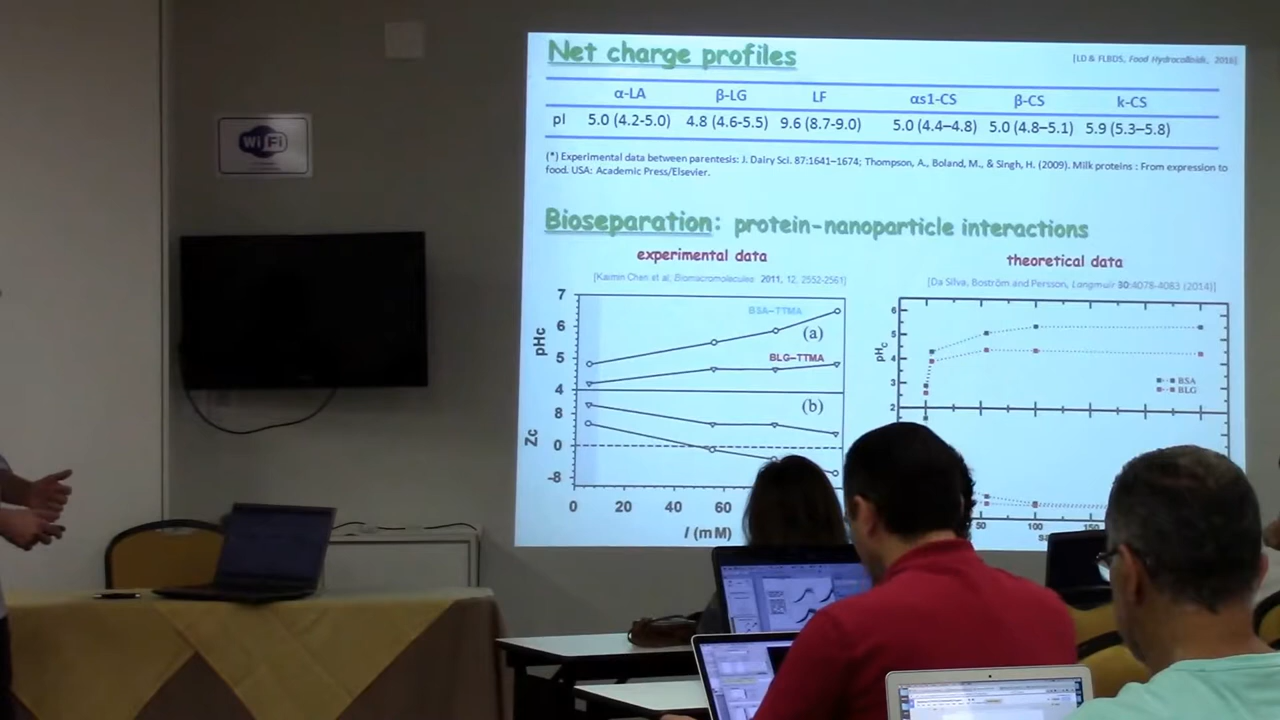 Net charge profiles
[LD & FLBDS, Food Hydrocolloids, 2016]
α-LA β-LG LF αs1-CS β-CS k-CS
pI 5.0 (4.2-5.0) 4.8 (4.6-5.5) 9.6 (8.7-9.0) 5.0 (4.4–4.8) 5.0 (4.8–5.1) 5.9 (5.3–5.8)
(*) Experimental data between parentesis: J. Dairy Sci. 87:1641–1674; Thompson, A., Boland, M., & Singh, H. (2009). Milk proteins : From expression to
food. USA: Academic Press/Elsevier.
WiFi
Bioseparation: protein-nanoparticle interactions
experimental data
[Kaimin Chen et al, Biomacromolecules 2011, 12, 2552-2561]
7
6
5
4
pHc
BSA–TTMA
(a)
BLG–TTMA
8
0
-8
Zc
(b)
0 20 40 60
I (mM)
theoretical data
[Da Silva, Boström and Persson, Langmuir 30:4078-4083 (2014)]
6
5
4
3
2
pHc
BSA
BLG
50 100 150